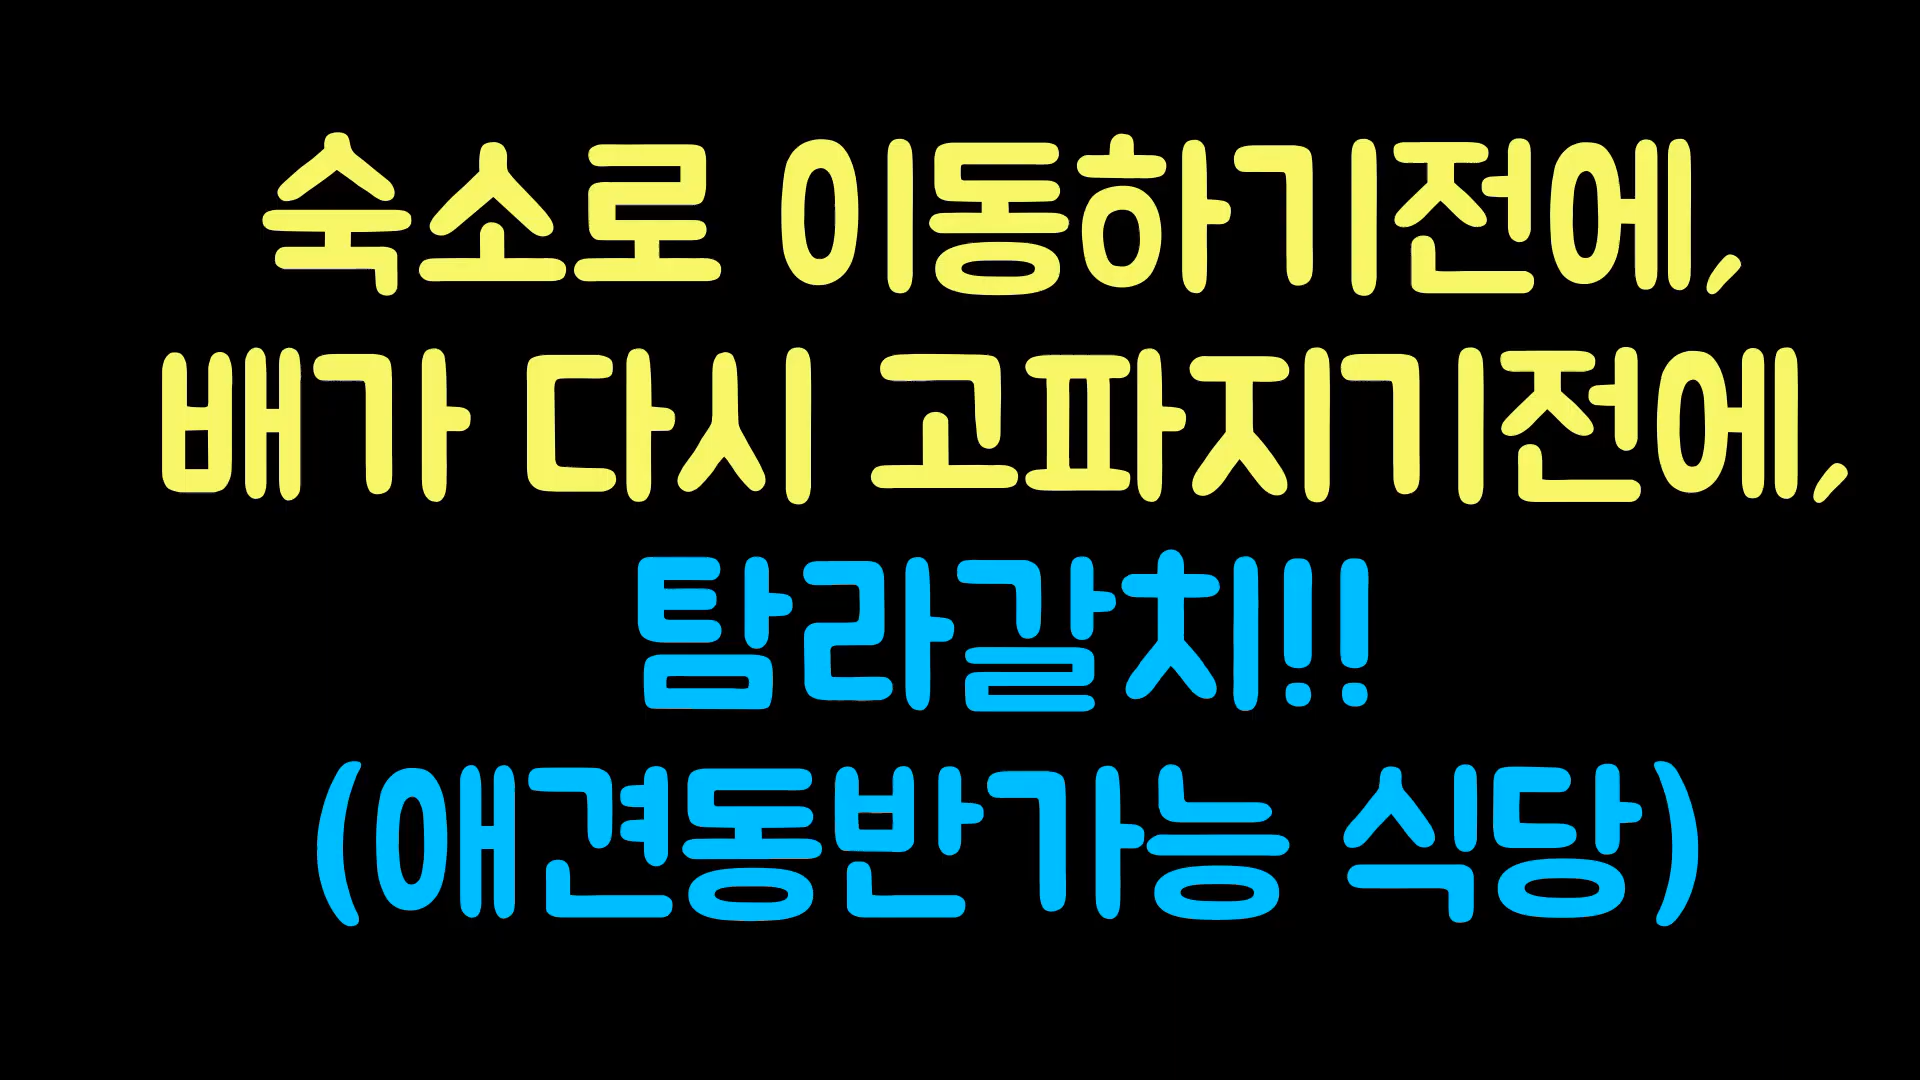 숙소로 이동하기전에,
배가 다시 고파지기전에,
탐라갈치!!
(애견동반가능 식당)